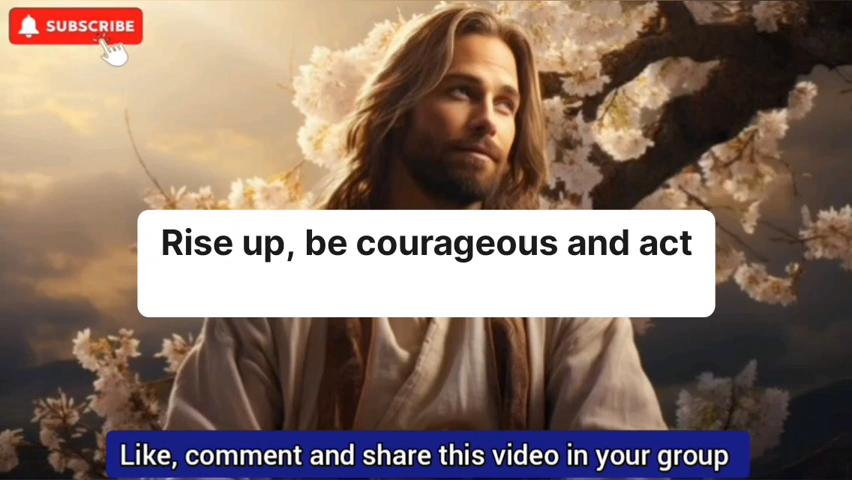 SUBSCRIBE
Rise up, be courageous and act
Like, comment and share this video in your group